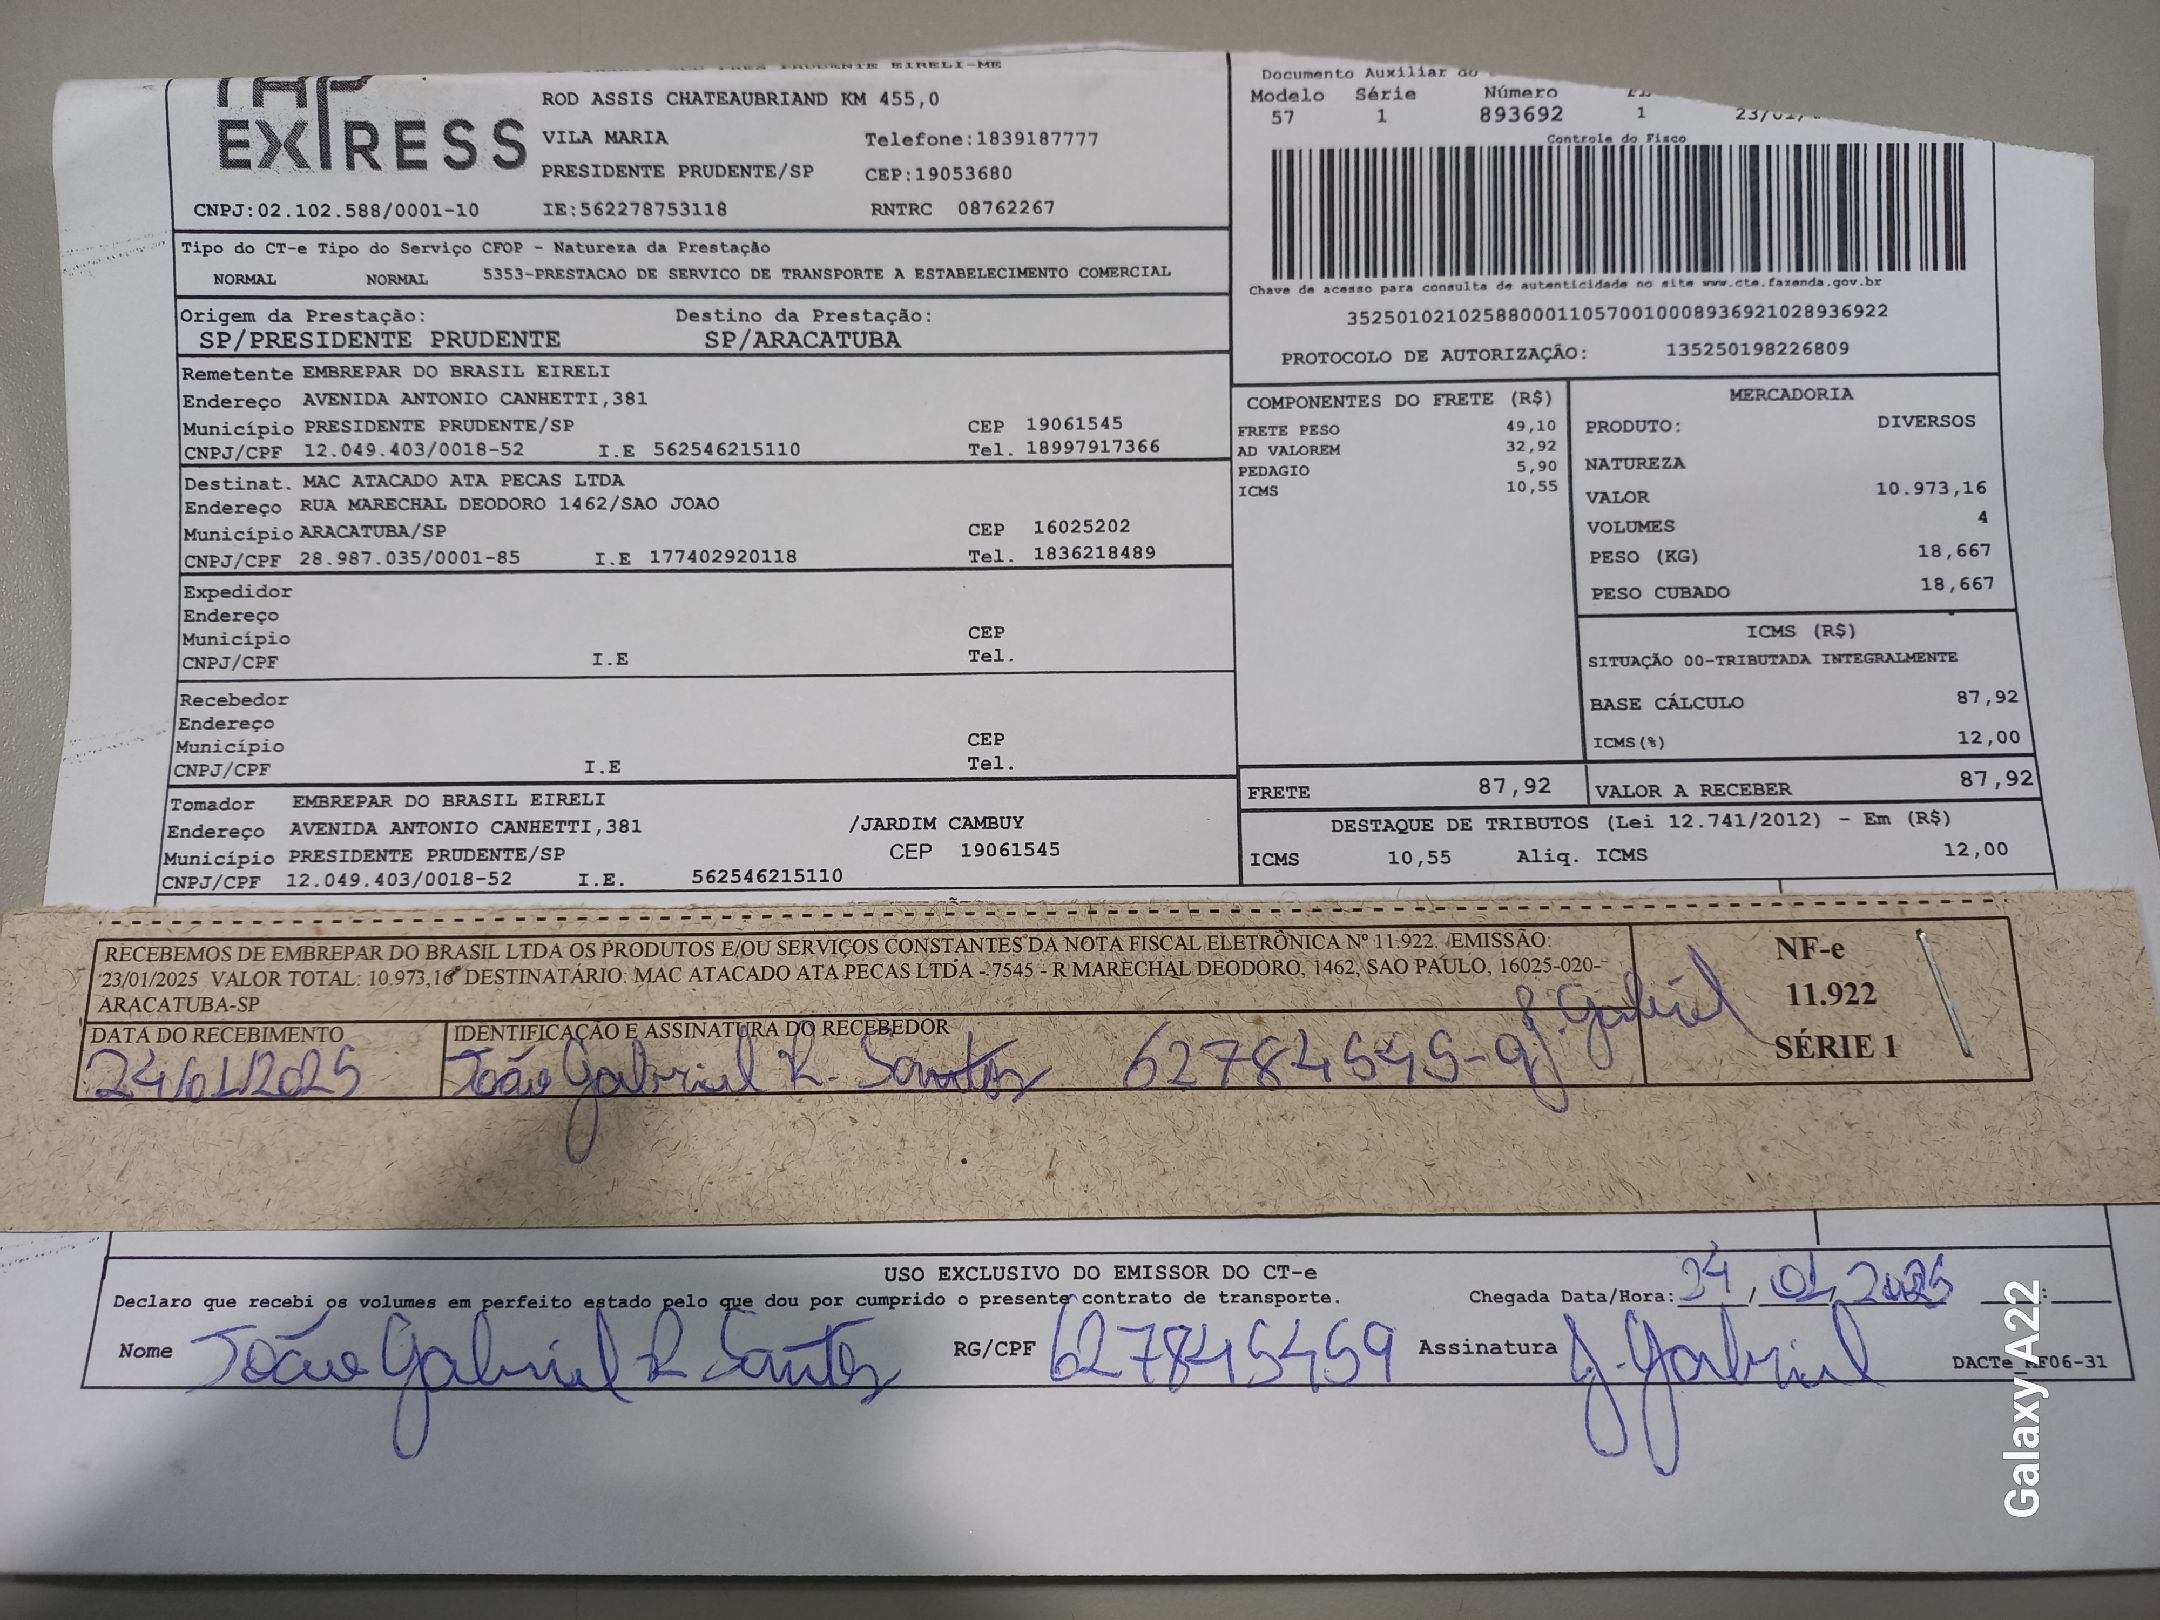 EXPRESS
EIRELI-ME
ROD ASSIS CHATEAUBRIAND KM 455,0
VILA MARIA Telefone:1839187777
PRESIDENTE PRUDENTE/SP CEP:19053680
CNPJ:02.102.588/0001-10 IE:562278753118 RNTRC 08762267
Documento Auxiliar do
Modelo Série Número
57 1 893692 1
Controle do Fisco
Chave de acesso para consulta de autenticidade no site www.cte.fazenda.gov.br
35250102102588000110570010008936921028936922
PROTOCOLO DE AUTORIZAÇÃO: 135250198226809
Tipo do CT-e Tipo do Serviço CFOP - Natureza da Prestação
NORMAL NORMAL 5353-PRESTACAO DE SERVICO DE TRANSPORTE A ESTABELECIMENTO COMERCIAL
Origem da Prestação: Destino da Prestação:
SP/PRESIDENTE PRUDENTE SP/ARACATUBA
Remetente EMBREPAR DO BRASIL EIRELI
Endereço AVENIDA ANTONIO CANHETTI,381
Município PRESIDENTE PRUDENTE/SP CEP 19061545
CNPJ/CPF 12.049.403/0018-52 I.E 562546215110 Tel. 18997917366
Destinat. MAC ATACADO ATA PECAS LTDA
Endereço RUA MARECHAL DEODORO 1462/SAO JOAO
Município ARACATUBA/SP CEP 16025202
CNPJ/CPF 28.987.035/0001-85 I.E 177402920118 Tel. 1836218489
Expedidor
Endereço
Município CEP
CNPJ/CPF I.E Tel.
Recebedor
Endereço
Município CEP
CNPJ/CPF I.E Tel.
Tomador EMBREPAR DO BRASIL EIRELI
Endereço AVENIDA ANTONIO CANHETTI,381 /JARDIM CAMBUY
Município PRESIDENTE PRUDENTE/SP CEP 19061545
CNPJ/CPF 12.049.403/0018-52 I.E. 562546215110
COMPONENTES DO FRETE (R$)
FRETE PESO 49,10
AD VALOREM 32,92
PEDAGIO 5,90
ICMS 10,55
MERCADORIA
PRODUTO: DIVERSOS
NATUREZA
VALOR 10.973,16
VOLUMES 4
PESO (KG) 18,667
PESO CUBADO 18,667
ICMS (R$)
SITUAÇÃO 00-TRIBUTADA INTEGRALMENTE
BASE CÁLCULO 87,92
ICMS(%) 12,00
FRETE 87,92 VALOR A RECEBER 87,92
DESTAQUE DE TRIBUTOS (Lei 12.741/2012) - Em (R$)
ICMS 10,55 Aliq. ICMS 12,00
RECEBEMOS DE EMBREPAR DO BRASIL LTDA OS PRODUTOS E/OU SERVIÇOS CONSTANTES DA NOTA FISCAL ELETRÔNICA Nº 11.922. EMISSÃO:
23/01/2025 VALOR TOTAL: 10.973,16 DESTINATÁRIO: MAC ATACADO ATA PECAS LTDA - 7545 - R MARECHAL DEODORO, 1462, SAO PAULO, 16025-020-
ARACATUBA-SP
DATA DO RECEBIMENTO IDENTIFICAÇÃO E ASSINATURA DO RECEBEDOR
24/01/2025 João Gabriel R. Santos 62784545-9 J. Gabriel
NF-e
11.922
SÉRIE 1
USO EXCLUSIVO DO EMISSOR DO CT-e
Declaro que recebi os volumes em perfeito estado pelo que dou por cumprido o presente contrato de transporte. Chegada Data/Hora: 24/01/2025
Nome João Gabriel R Santos RG/CPF 627845459 Assinatura J. Gabriel
DACTe
Galaxy A22